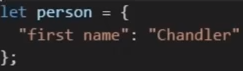 let person = {
  "first name": "Chandler"
};